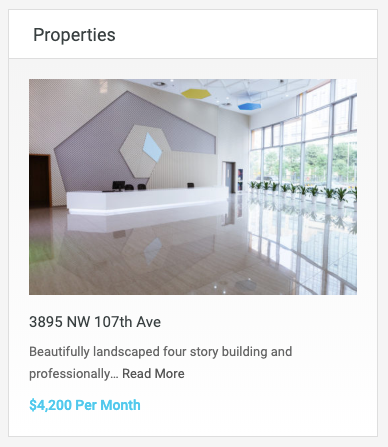 Properties
3895 NW 107th Ave
Beautifully landscaped four story building and
professionally... Read More
$4,200 Per Month